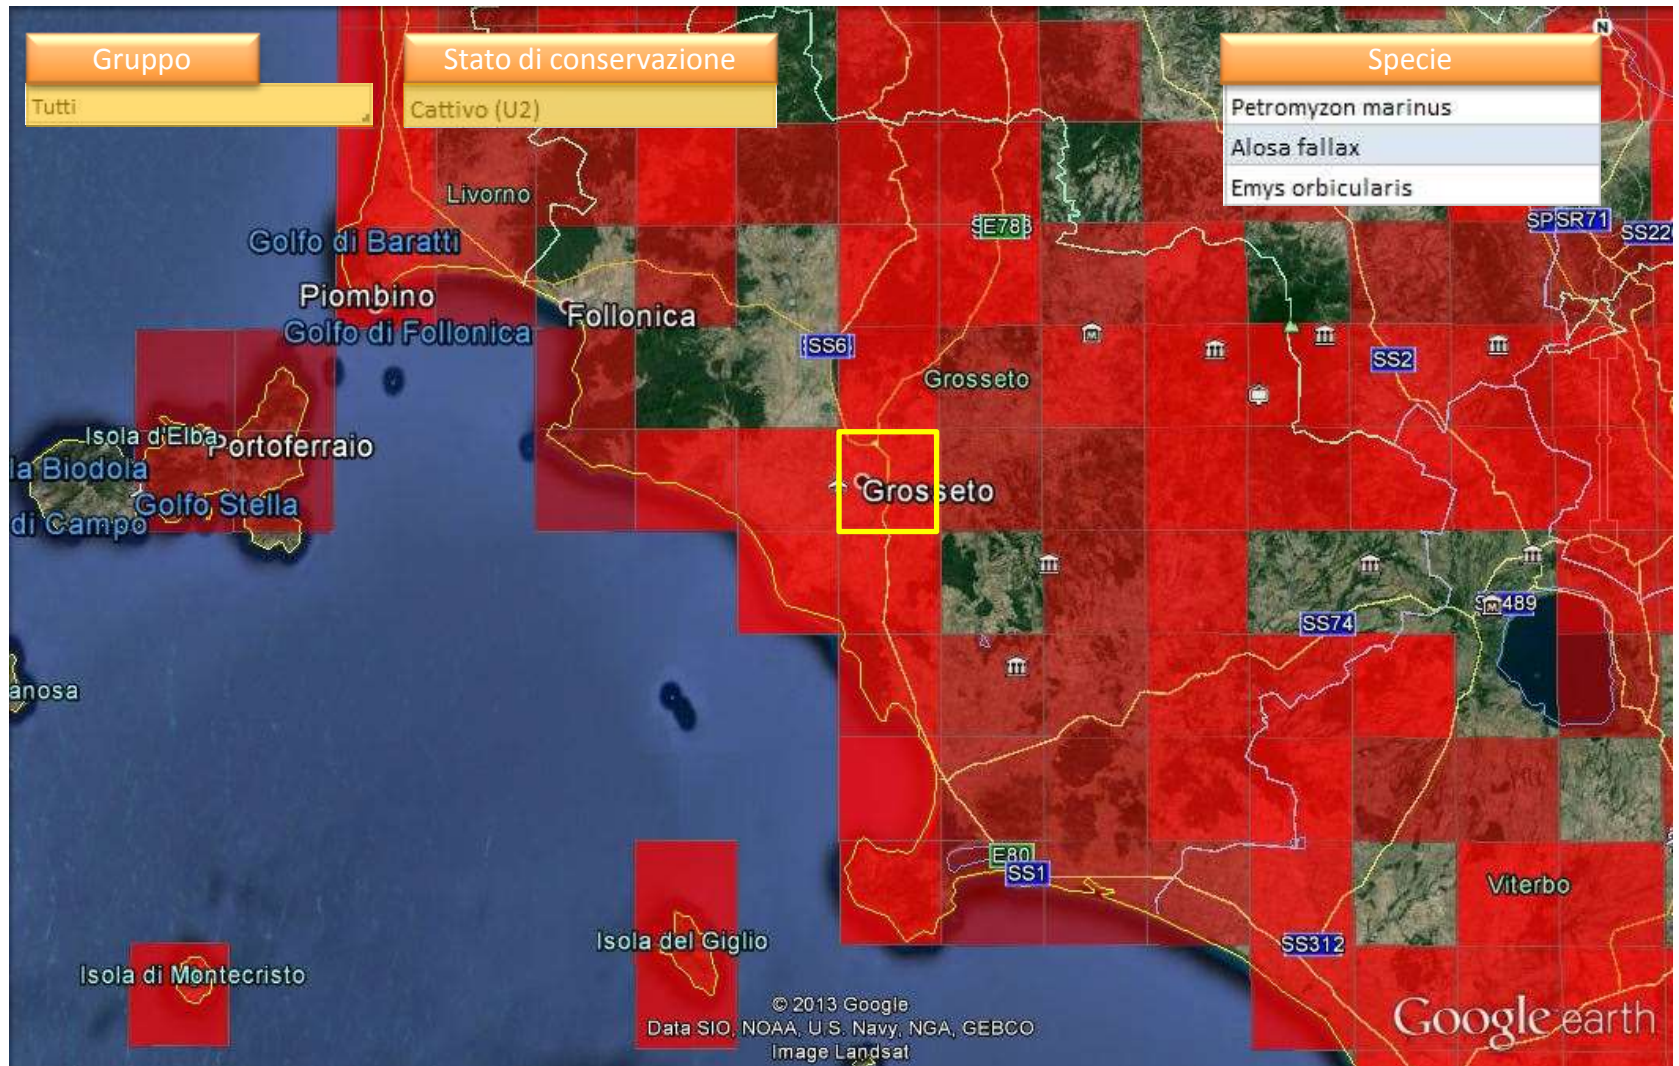 Gruppo
Stato di conservazione
Specie
Tutti
Cattivo (U2)
Petromyzon marinus
Alosa fallax
Emys orbicularis
N
Livorno
Golfo di Baratti
Piombino
Golfo di Follonica
Follonica
E78
SR71
SS6
Grosseto
SS2
Isola d'Elba
Portoferraio
la Biodola
Golfo Stella
di Campo
Grosseto
489
SS74
anosa
E80
SS1
Viterbo
Isola del Giglio
SS312
Isola di Montecristo
© 2013 Google
Data SIO, NOAA, U.S. Navy, NGA, GEBCO
Image Landsat
Google earth